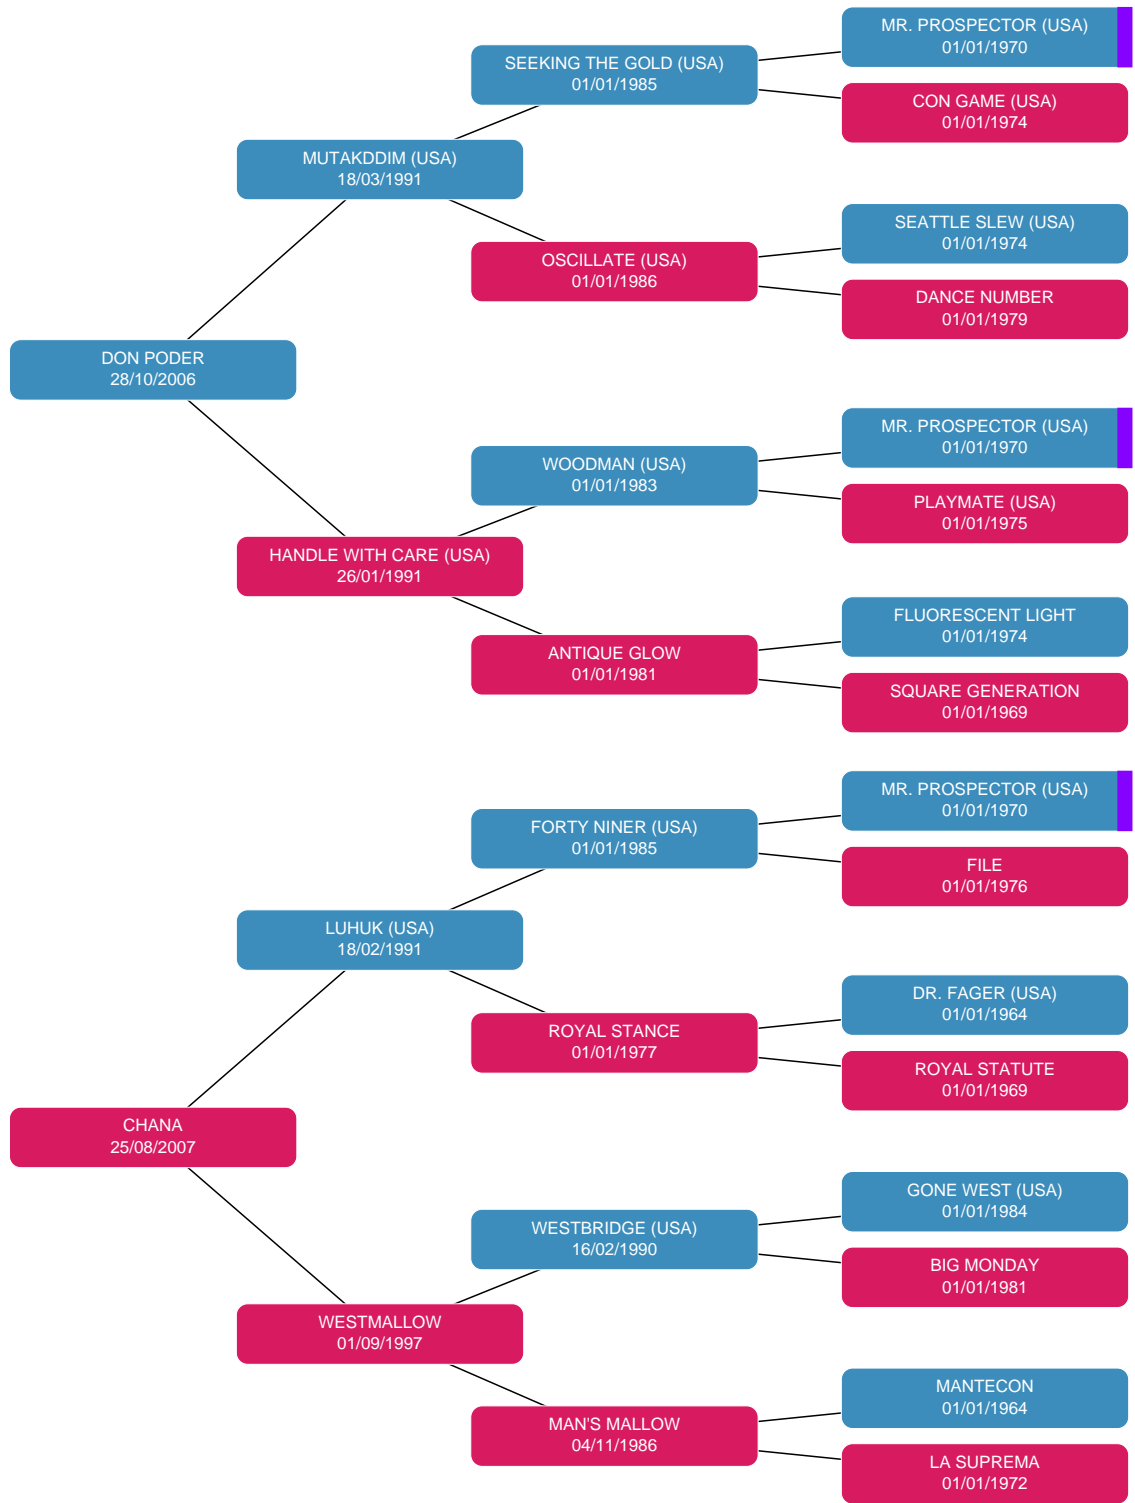 MR. PROSPECTOR (USA)
01/01/1970
SEEKING THE GOLD (USA)
01/01/1985
CON GAME (USA)
01/01/1974
MUTAKDDIM (USA)
18/03/1991
SEATTLE SLEW (USA)
01/01/1974
OSCILLATE (USA)
01/01/1986
DANCE NUMBER
01/01/1979
DON PODER
28/10/2006
MR. PROSPECTOR (USA)
01/01/1970
WOODMAN (USA)
01/01/1983
PLAYMATE (USA)
01/01/1975
HANDLE WITH CARE (USA)
26/01/1991
FLUORESCENT LIGHT
01/01/1974
ANTIQUE GLOW
01/01/1981
SQUARE GENERATION
01/01/1969
MR. PROSPECTOR (USA)
01/01/1970
FORTY NINER (USA)
01/01/1985
FILE
01/01/1976
LUHUK (USA)
18/02/1991
DR. FAGER (USA)
01/01/1964
ROYAL STANCE
01/01/1977
ROYAL STATUTE
01/01/1969
CHANA
25/08/2007
GONE WEST (USA)
01/01/1984
WESTBRIDGE (USA)
16/02/1990
BIG MONDAY
01/01/1981
WESTMALLOW
01/09/1997
MANTECON
01/01/1964
MAN'S MALLOW
04/11/1986
LA SUPREMA
01/01/1972